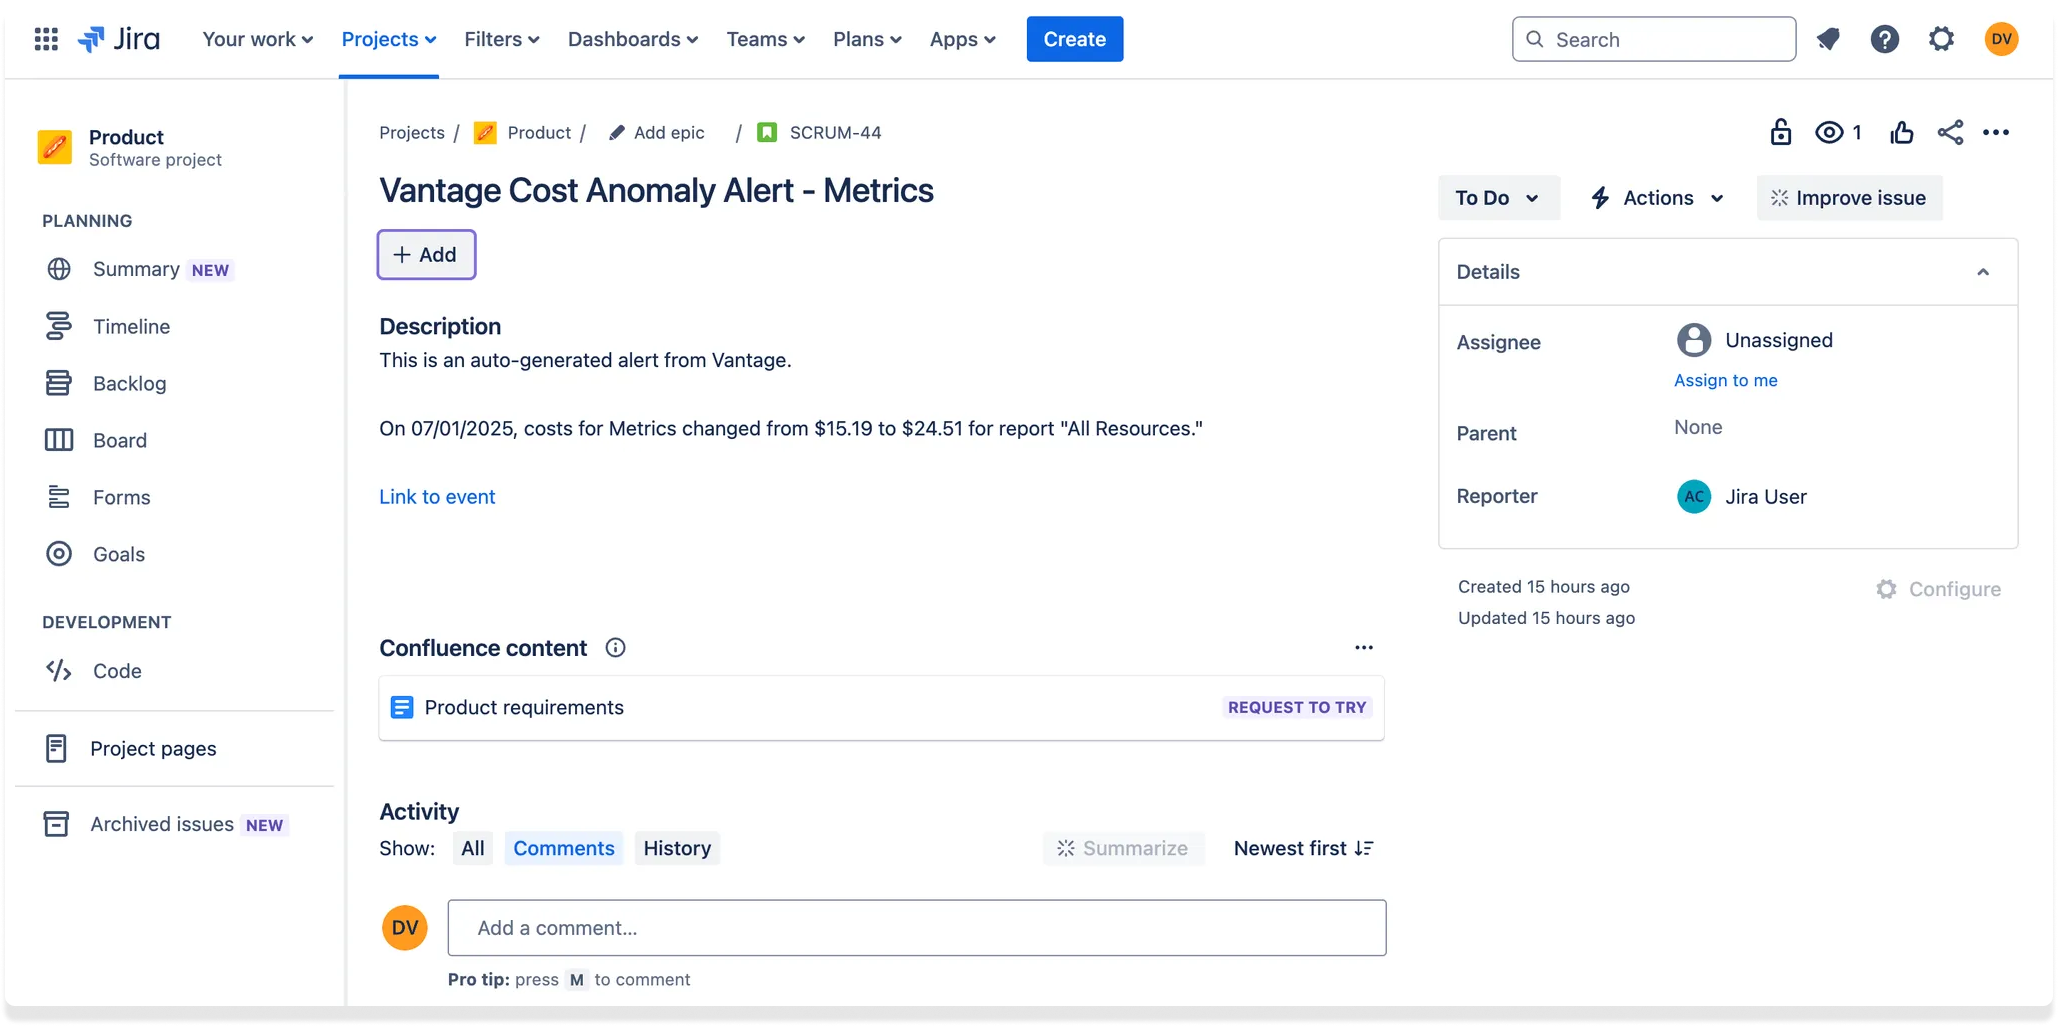 Jira
Your work
Projects
Filters
Dashboards
Teams
Plans
Apps
Create
Search
DV
Product
Software project
PLANNING
Summary NEW
Timeline
Backlog
Board
Forms
Goals
DEVELOPMENT
Code
Project pages
Archived issues NEW
Projects / Product / Add epic / SCRUM-44
1
Vantage Cost Anomaly Alert - Metrics
+ Add
Description
This is an auto-generated alert from Vantage.
On 07/01/2025, costs for Metrics changed from $15.19 to $24.51 for report "All Resources."
Link to event
Confluence content
Product requirements REQUEST TO TRY
Activity
Show: All Comments History
Summarize Newest first
DV Add a comment...
Pro tip: press M to comment
To Do Actions Improve issue
Details
Assignee Unassigned
Assign to me
Parent None
Reporter AC Jira User
Created 15 hours ago
Configure
Updated 15 hours ago